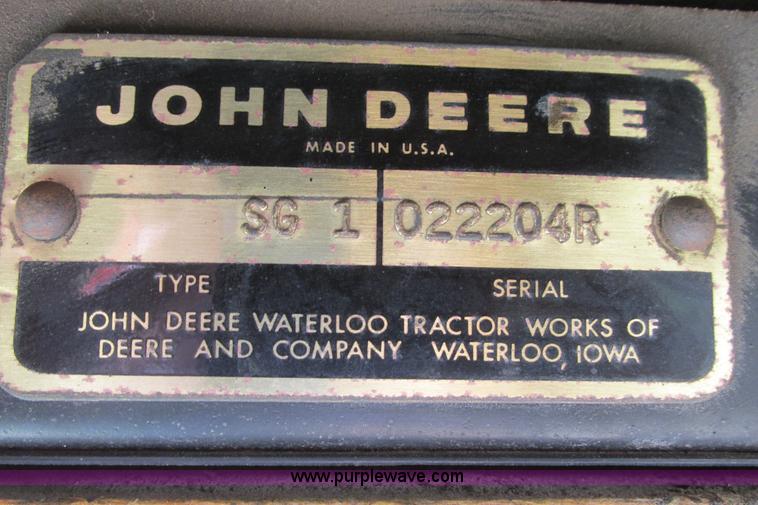 JOHN DEERE
MADE IN U.S.A.
SG 1 022204R
TYPE SERIAL
JOHN DEERE WATERLOO TRACTOR WORKS OF
DEERE AND COMPANY WATERLOO, IOWA
www.purplewave.com